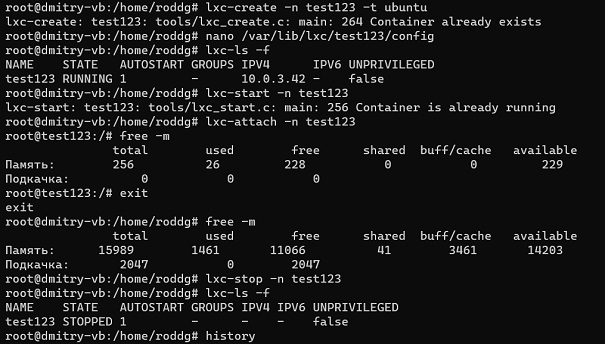 root@dmitry-vb:/home/roddg# lxc-create -n test123 -t ubuntu
lxc-create: test123: tools/lxc_create.c: main: 264 Container already exists
root@dmitry-vb:/home/roddg# nano /var/lib/lxc/test123/config
root@dmitry-vb:/home/roddg# lxc-ls -f
NAME    STATE   AUTOSTART GROUPS IPV4      IPV6 UNPRIVILEGED
test123 RUNNING 1         -      10.0.3.42 -    false
root@dmitry-vb:/home/roddg# lxc-start -n test123
lxc-start: test123: tools/lxc_start.c: main: 256 Container is already running
root@dmitry-vb:/home/roddg# lxc-attach -n test123
root@test123:/# free -m
              total        used        free      shared  buff/cache   available
Память:         256          26         228           0           0         229
Подкачка:           0           0           0
root@test123:/# exit
exit
root@dmitry-vb:/home/roddg# free -m
              total        used        free      shared  buff/cache   available
Память:       15989        1461       11066          41        3461       14203
Подкачка:        2047           0        2047
root@dmitry-vb:/home/roddg# lxc-stop -n test123
root@dmitry-vb:/home/roddg# lxc-ls -f
NAME    STATE   AUTOSTART GROUPS IPV4 IPV6 UNPRIVILEGED
test123 STOPPED 1         -      -    -    false
root@dmitry-vb:/home/roddg# history